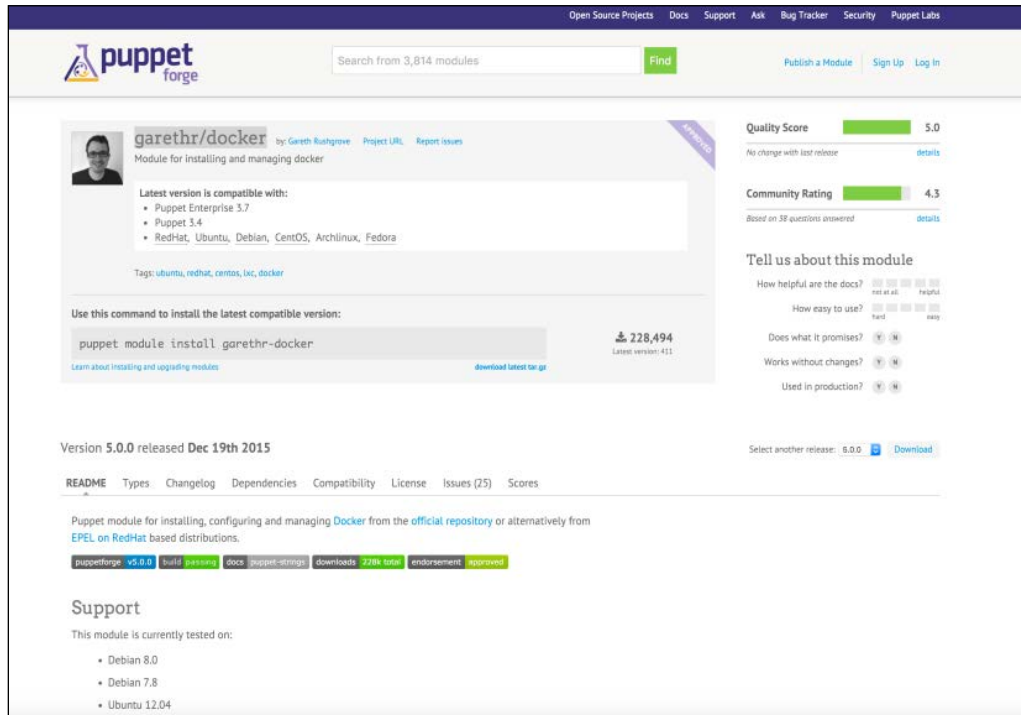 Open Source Projects Docs Support Ask Bug Tracker Security Puppet Labs
puppet
forge
Search from 3,814 modules
Find
Publish a Module Sign Up Log In
garethr/docker by: Gareth Rushgrove Project URL Report issues
APPROVED
Module for installing and managing docker
Latest version is compatible with:
• Puppet Enterprise 3.7
• Puppet 3.4
• RedHat, Ubuntu, Debian, CentOS, Archlinux, Fedora
Tags: ubuntu, redhat, centos, lxc, docker
Use this command to install the latest compatible version:
puppet module install garethr-docker
228,494
Latest version: 411
Learn about installing and upgrading modules
download latest tar.gz
Quality Score 5.0
No change with last release details
Community Rating 4.3
Based on 38 questions answered details
Tell us about this module
How helpful are the docs?
not at all helpful
How easy to use?
hard easy
Does what it promises? Y N
Works without changes? Y N
Used in production? Y N
Version 5.0.0 released Dec 19th 2015
Select another release: 5.0.0 Download
README Types Changelog Dependencies Compatibility License Issues (25) Scores
Puppet module for installing, configuring and managing Docker from the official repository or alternatively from
EPEL on RedHat based distributions.
puppetforge v5.0.0 build passing docs puppet-strings downloads 228k total endorsement approved
Support
This module is currently tested on:
• Debian 8.0
• Debian 7.8
• Ubuntu 12.04